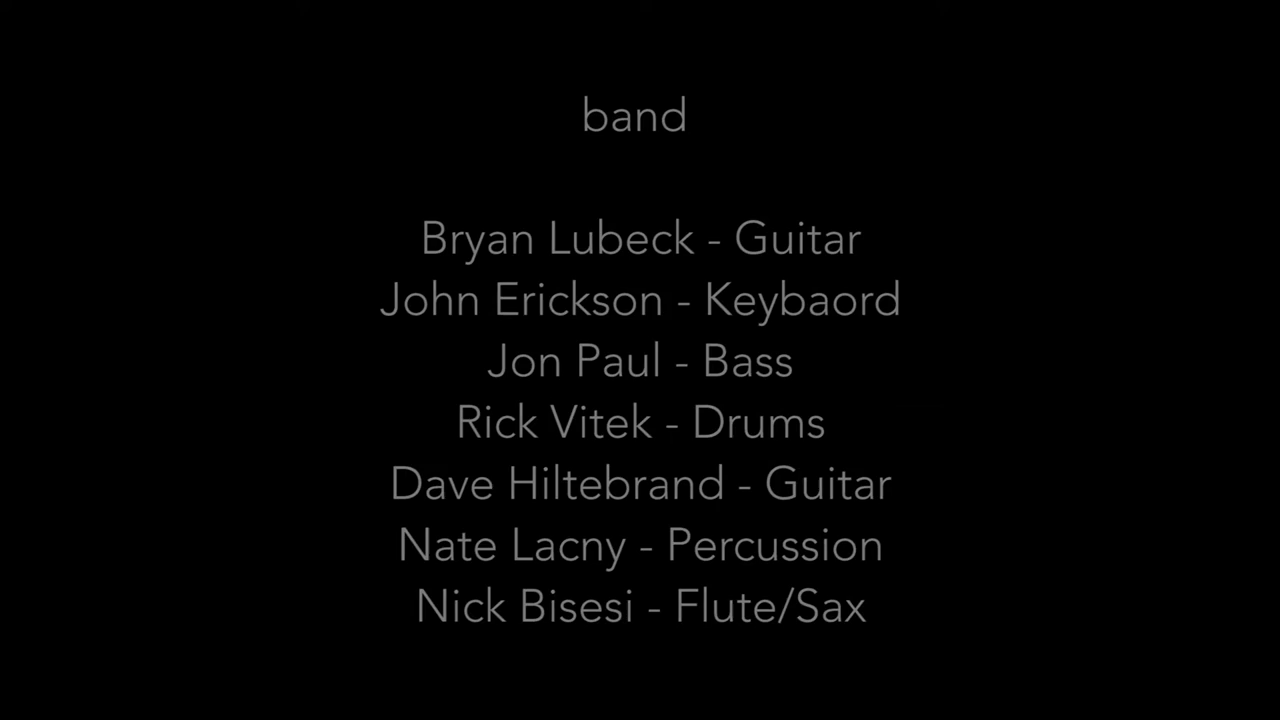 band
Bryan Lubeck - Guitar
John Erickson - Keybaord
Jon Paul - Bass
Rick Vitek - Drums
Dave Hiltebrand - Guitar
Nate Lacny - Percussion
Nick Bisesi - Flute/Sax